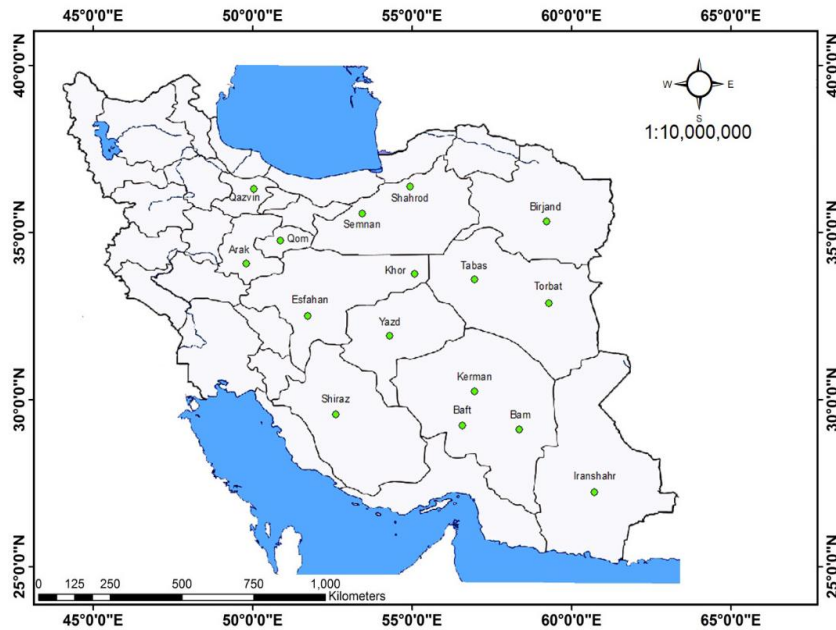 45°0'0"E 50°0'0"E 55°0'0"E 60°0'0"E 65°0'0"E
40°0'0"N
40°0'0"N
W E
S
1:10,000,000
Qazvin
Shahrod
Semnan
Birjand
35°0'0"N
35°0'0"N
Arak
Qom
Khor
Tabas
Torbat
Esfahan
Yazd
30°0'0"N
30°0'0"N
Shiraz
Kerman
Baft
Bam
Iranshahr
25°0'0"N
25°0'0"N
0 125 250 500 750 1,000
Kilometers
45°0'0"E 50°0'0"E 55°0'0"E 60°0'0"E 65°0'0"E